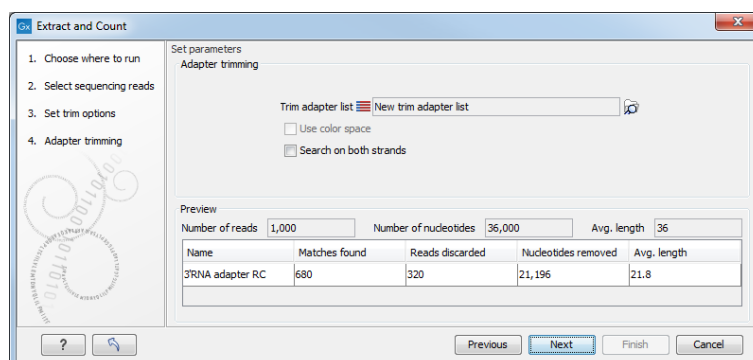 Gx Extract and Count
1. Choose where to run
2. Select sequencing reads
3. Set trim options
4. Adapter trimming
Set parameters
Adapter trimming
Trim adapter list New trim adapter list
Use color space
Search on both strands
Preview
Number of reads 1,000 Number of nucleotides 36,000 Avg. length 36
Name Matches found Reads discarded Nucleotides removed Avg. length
3'RNA adapter RC 680 320 21,196 21.8
? Previous Next Finish Cancel